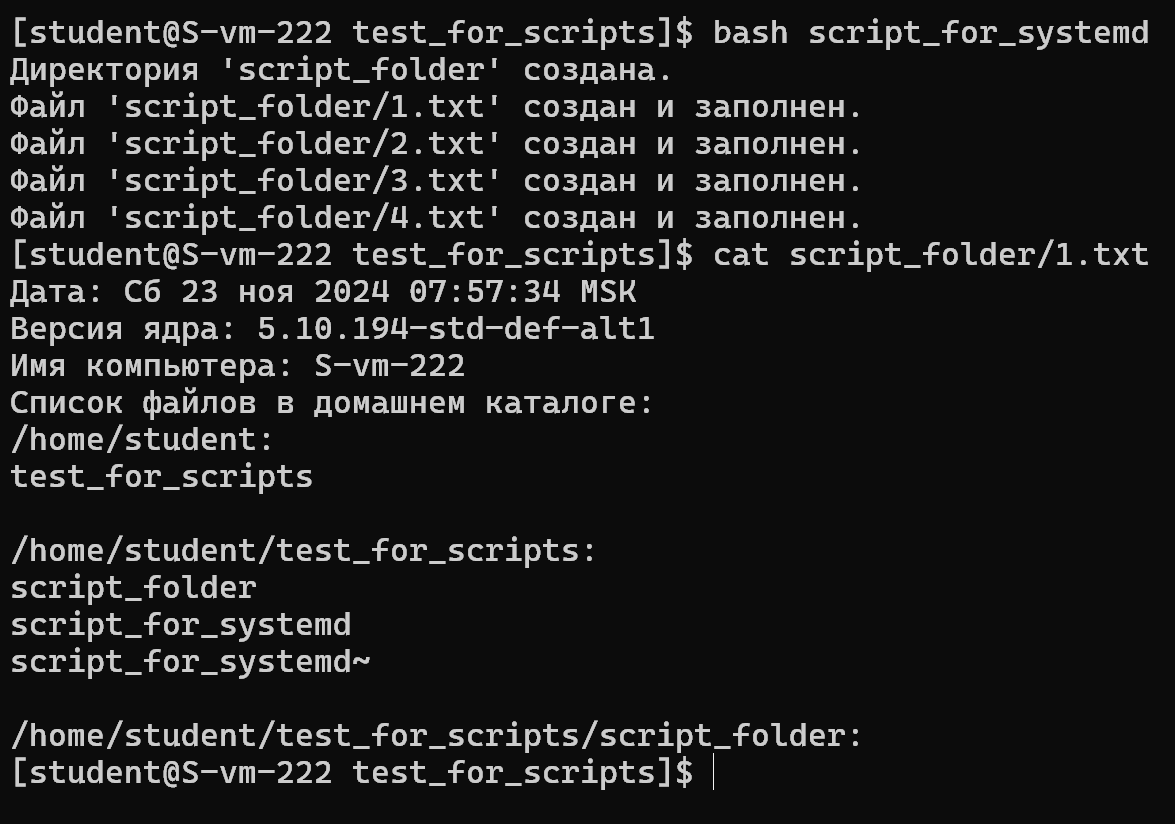 [student@S-vm-222 test_for_scripts]$ bash script_for_systemd
Директория 'script_folder' создана.
Файл 'script_folder/1.txt' создан и заполнен.
Файл 'script_folder/2.txt' создан и заполнен.
Файл 'script_folder/3.txt' создан и заполнен.
Файл 'script_folder/4.txt' создан и заполнен.
[student@S-vm-222 test_for_scripts]$ cat script_folder/1.txt
Дата: Сб 23 ноя 2024 07:57:34 MSK
Версия ядра: 5.10.194-std-def-alt1
Имя компьютера: S-vm-222
Список файлов в домашнем каталоге:
/home/student:
test_for_scripts

/home/student/test_for_scripts:
script_folder
script_for_systemd
script_for_systemd~

/home/student/test_for_scripts/script_folder:
[student@S-vm-222 test_for_scripts]$